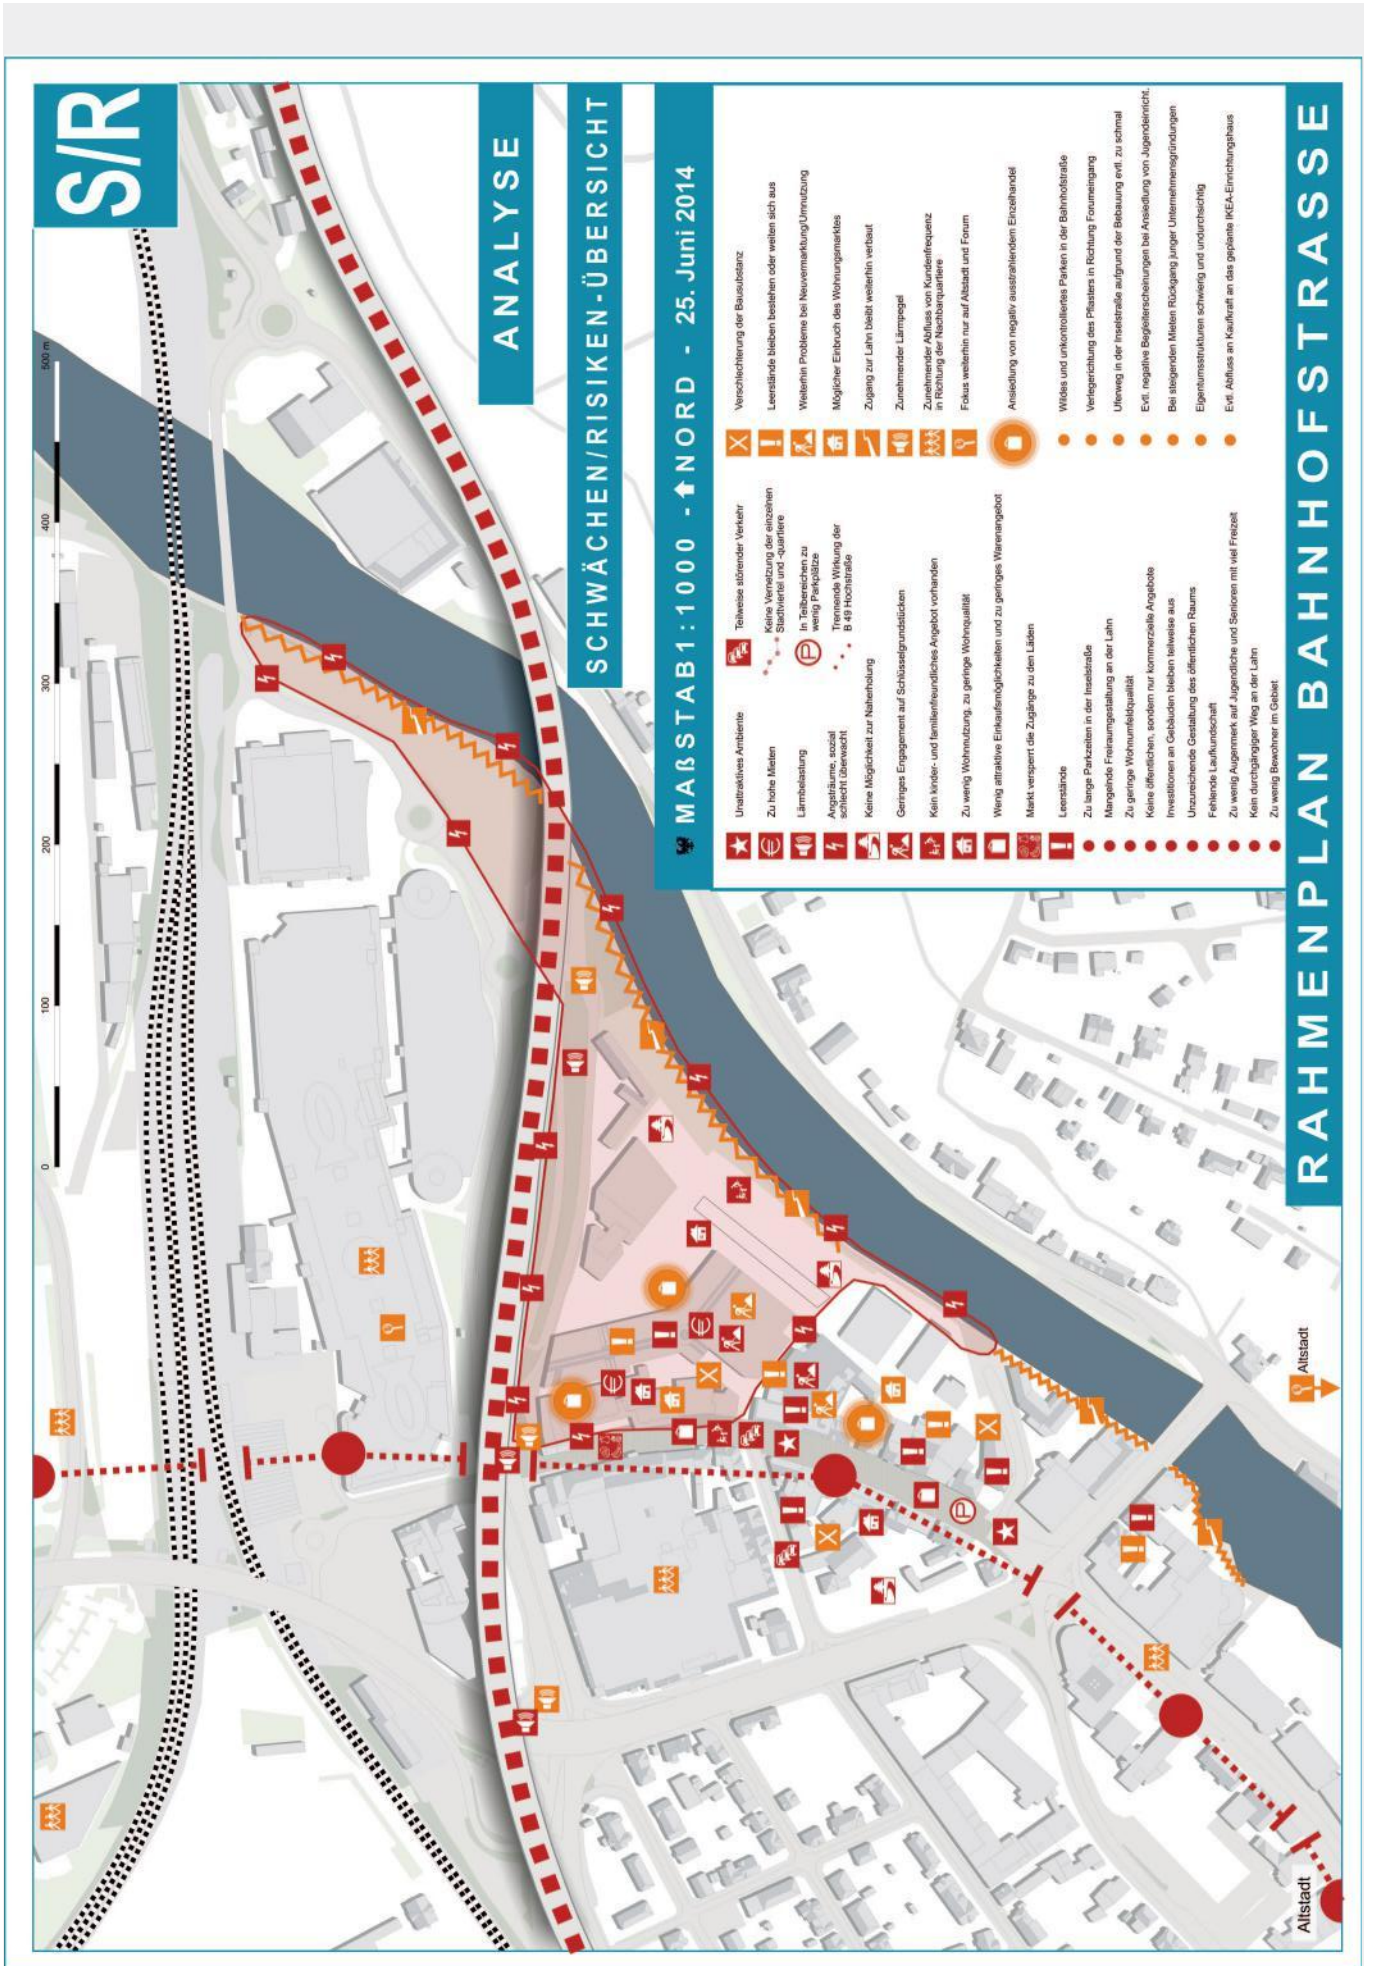 S/R
ANALYSE
SCHWÄCHEN/RISIKEN-ÜBERSICHT
MAßSTAB 1:1000 - NORD - 25. Juni 2014
Unattraktives Ambiente
Zu hohe Mieten
Lärmbelastung
Angsträume, sozial
schlecht überwacht
Keine Möglichkeit zur Naherholung
Geringes Engagement auf Schlüsselgrundstücken
Kein kinder- und familienfreundliches Angebot vorhanden
Zu wenig Wohnnutzung, zu geringe Wohnqualität
Wenig attraktive Einkaufsmöglichkeiten und zu geringes Warenangebot
Markt versperrt die Zugänge zu den Läden
Leerstände
Zu lange Parkzeiten in der Inselstraße
Mangelnde Freiraumgestaltung an der Lahn
Zu geringe Wohnumfeldqualität
Keine öffentlichen, sondern nur kommerzielle Angebote
Investitionen an Gebäuden bleiben teilweise aus
Unzureichende Gestaltung des öffentlichen Raums
Fehlende Laufkundschaft
Zu wenig Augenmerk auf Jugendliche und Senioren mit viel Freizeit
Kein durchgängiger Weg an der Lahn
Zu wenig Bewohner im Gebiet
Teilweise störender Verkehr
Keine Vernetzung der einzelnen
Stadtviertel und -quartiere
In Teilbereichen zu
wenig Parkplätze
Trennende Wirkung der
B 49 Hochstraße
Verschlechterung der Bausubstanz
Leerstände bleiben bestehen oder weiten sich aus
Weiterhin Probleme bei Neuvermarktung/Umnutzung
Möglicher Einbruch des Wohnungsmarktes
Zugang zur Lahn bleibt weiterhin verbaut
Zunehmender Lärmpegel
Zunehmender Abfluss von Kundenfrequenz
in Richtung der Nachbarquartiere
Fokus weiterhin nur auf Altstadt und Forum
Ansiedlung von negativ ausstrahlendem Einzelhandel
Wildes und unkontrolliertes Parken in der Bahnhofstraße
Verlegerichtung des Pflasters in Richtung Forumeingang
Uferweg in der Inselstraße aufgrund der Bebauung evtl. zu schmal
Evtl. negative Begleiterscheinungen bei Ansiedlung von Jugendeinricht.
Bei steigenden Mieten Rückgang junger Unternehmensgründungen
Eigentumsstrukturen schwierig und undurchsichtig
Evtl. Abfluss an Kaufkraft an das geplante IKEA-Einrichtungshaus
RAHMENPLAN BAHNHOFSTRASSE
0 100 200 300 400 500 m
Altstadt
Altstadt